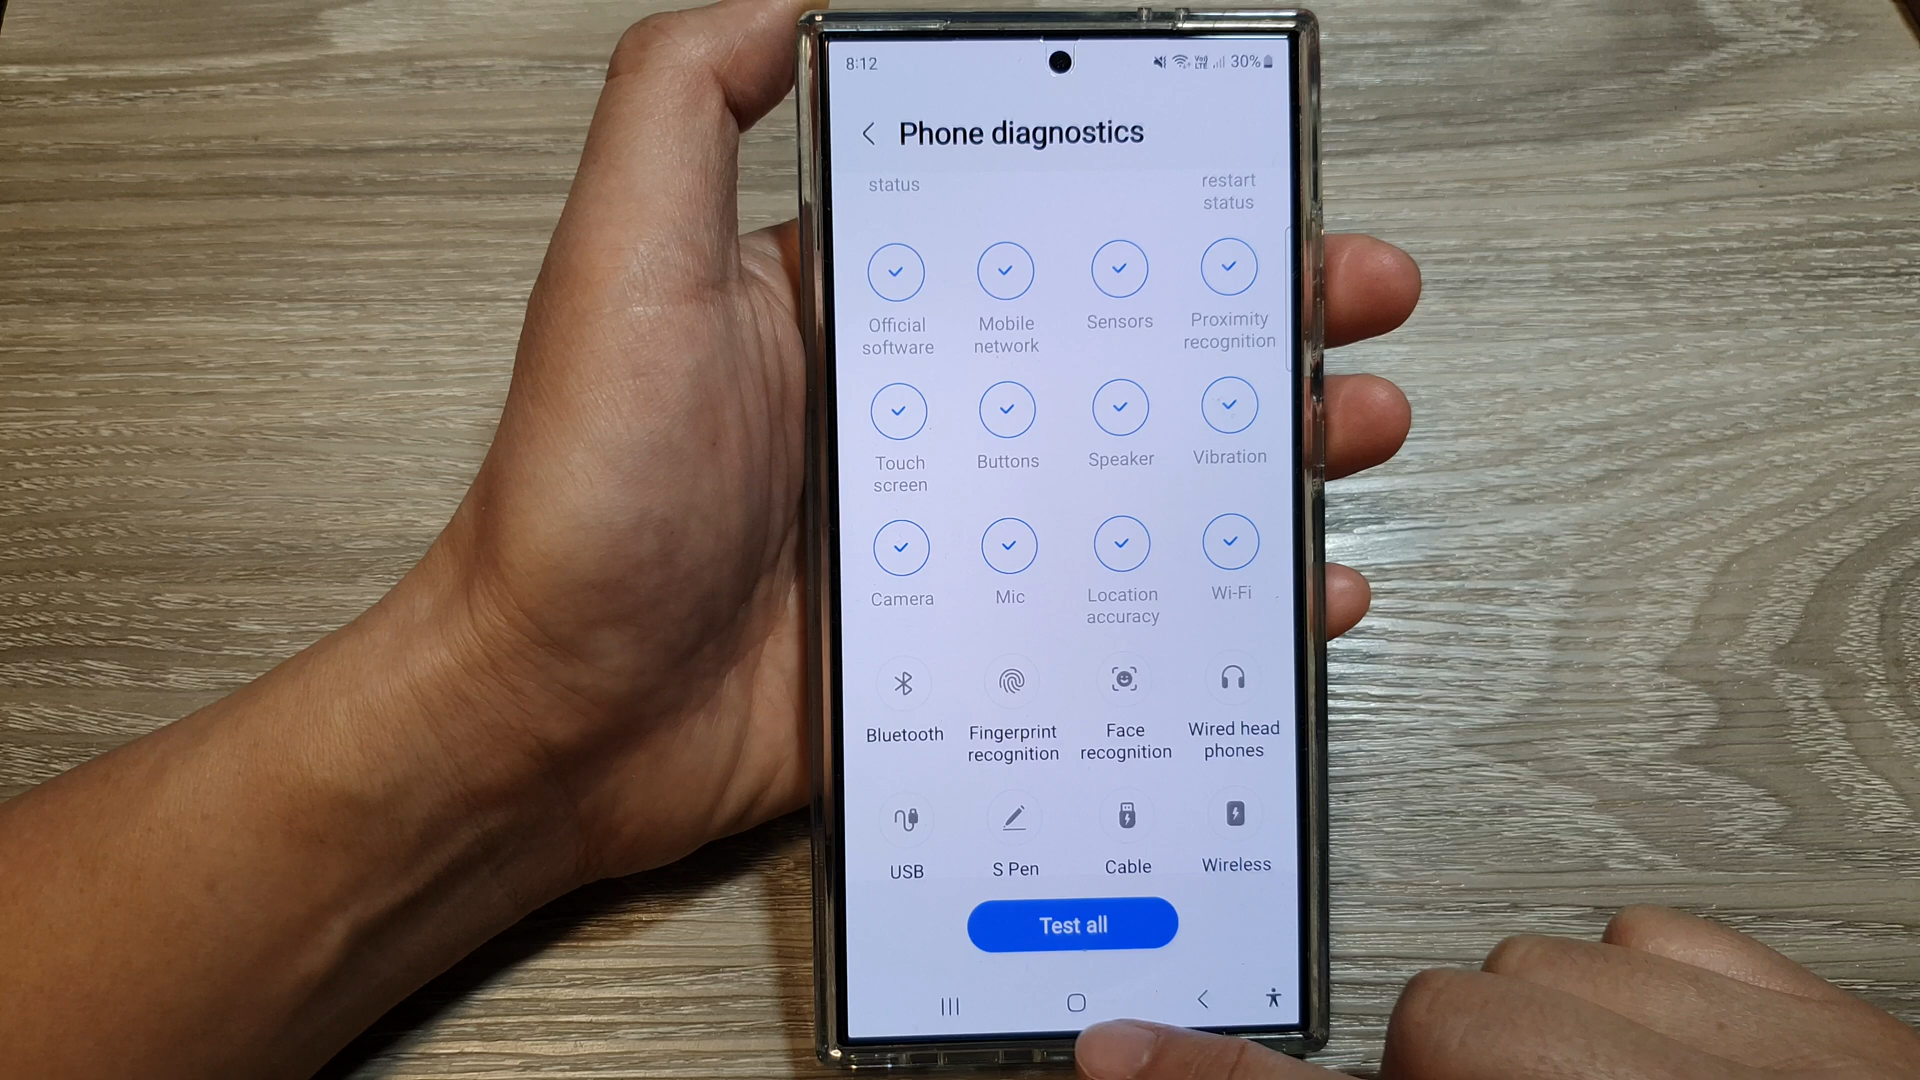 8:12
Vo)) LTE 30%
Phone diagnostics
status
restart
status
Official
software
Mobile
network
Sensors
Proximity
recognition
Touch
screen
Buttons
Speaker
Vibration
Camera
Mic
Location
accuracy
Wi-Fi
Bluetooth
Fingerprint
recognition
Face
recognition
Wired head
phones
USB
S Pen
Cable
Wireless
Test all